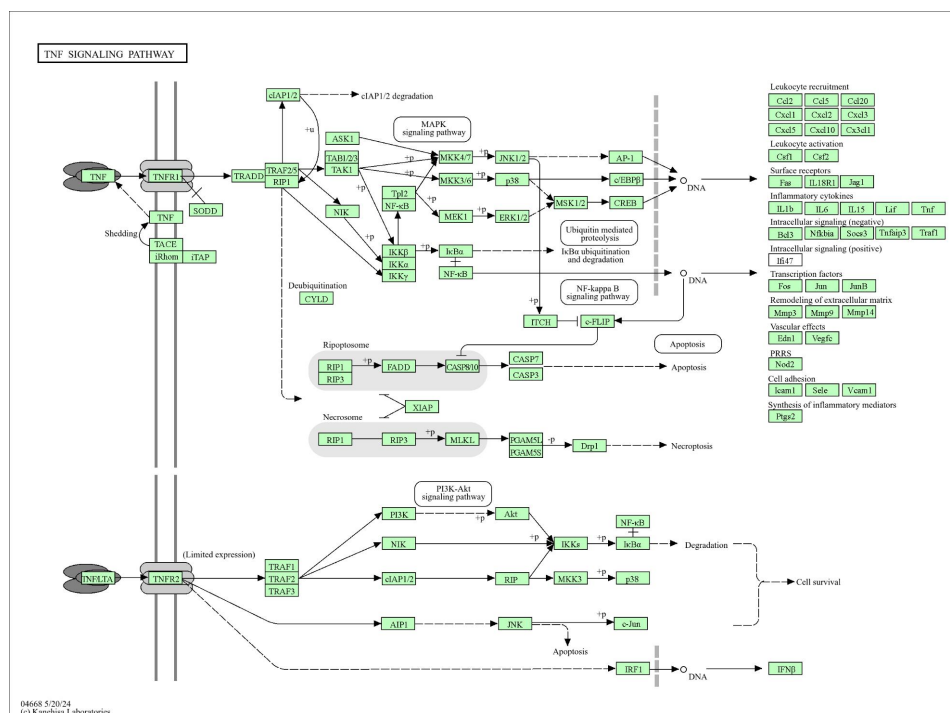 TNF SIGNALING PATHWAY
cIAP1/2
cIAP1/2 degradation
+u
MAPK
signaling pathway
ASK1
TNF
TNFR1
TRADD
TRAF2/5
RIP1
TAB1/2/3
TAK1
+p
+p
MKK4/7
+p
JNK1/2
AP-1
MKK3/6
+p
p38
c/EBPβ
DNA
+p
Tpl2
NF-κB
+p
MEK1
+p
ERK1/2
MSK1/2
CREB
SODD
TNF
Shedding
TACE
iRhom
iTAP
NIK
+p
IKKβ
IKKα
IKKγ
+p
IκBα
NF-κB
Ubiquitin mediated
proteolysis
IκBα ubiquitination
and degradation
DNA
Deubiquitination
CYLD
NF-kappa B
signaling pathway
+p
ITCH
c-FLIP
Ripoptosome
RIP1
RIP3
+p
FADD
CASP8/10
CASP7
CASP3
Apoptosis
Apoptosis
XIAP
Necrosome
RIP1
RIP3
+p
MLKL
PGAM5L
PGAM5S
-p
Drp1
Necroptosis
Leukocyte recruitment
Ccl2 Ccl5 Ccl20
Cxcl1 Cxcl2 Cxcl3
Cxcl5 Cxcl10 Cx3cl1
Leukocyte activation
Csf1 Csf2
Surface receptors
Fas IL18R1 Jag1
Inflammatory cytokines
IL1b IL6 IL15 Lif Tnf
Intracellular signaling (negative)
Bcl3 Nfkbia Socs3 Tnfaip3 Traf1
Intracellular signaling (positive)
Ifi47
Transcription factors
Fos Jun JunB
Remodeling of extracellular matrix
Mmp3 Mmp9 Mmp14
Vascular effects
Edn1 Vegfc
PRRS
Nod2
Cell adhesion
Icam1 Sele Vcam1
Synthesis of inflammatory mediators
Ptgs2
PI3K-Akt
signaling pathway
PI3K
+p
Akt
NF-κB
(Limited expression)
NIK
+p
IKKs
+p
IκBα
Degradation
TNF/LTA
TNFR2
TRAF1
TRAF2
TRAF3
cIAP1/2
RIP
MKK3
+p
p38
Cell survival
AIP1
JNK
+p
c-Jun
Apoptosis
IRF1
DNA
IFNβ
04668 5/20/24
(c) Kanehisa Laboratories